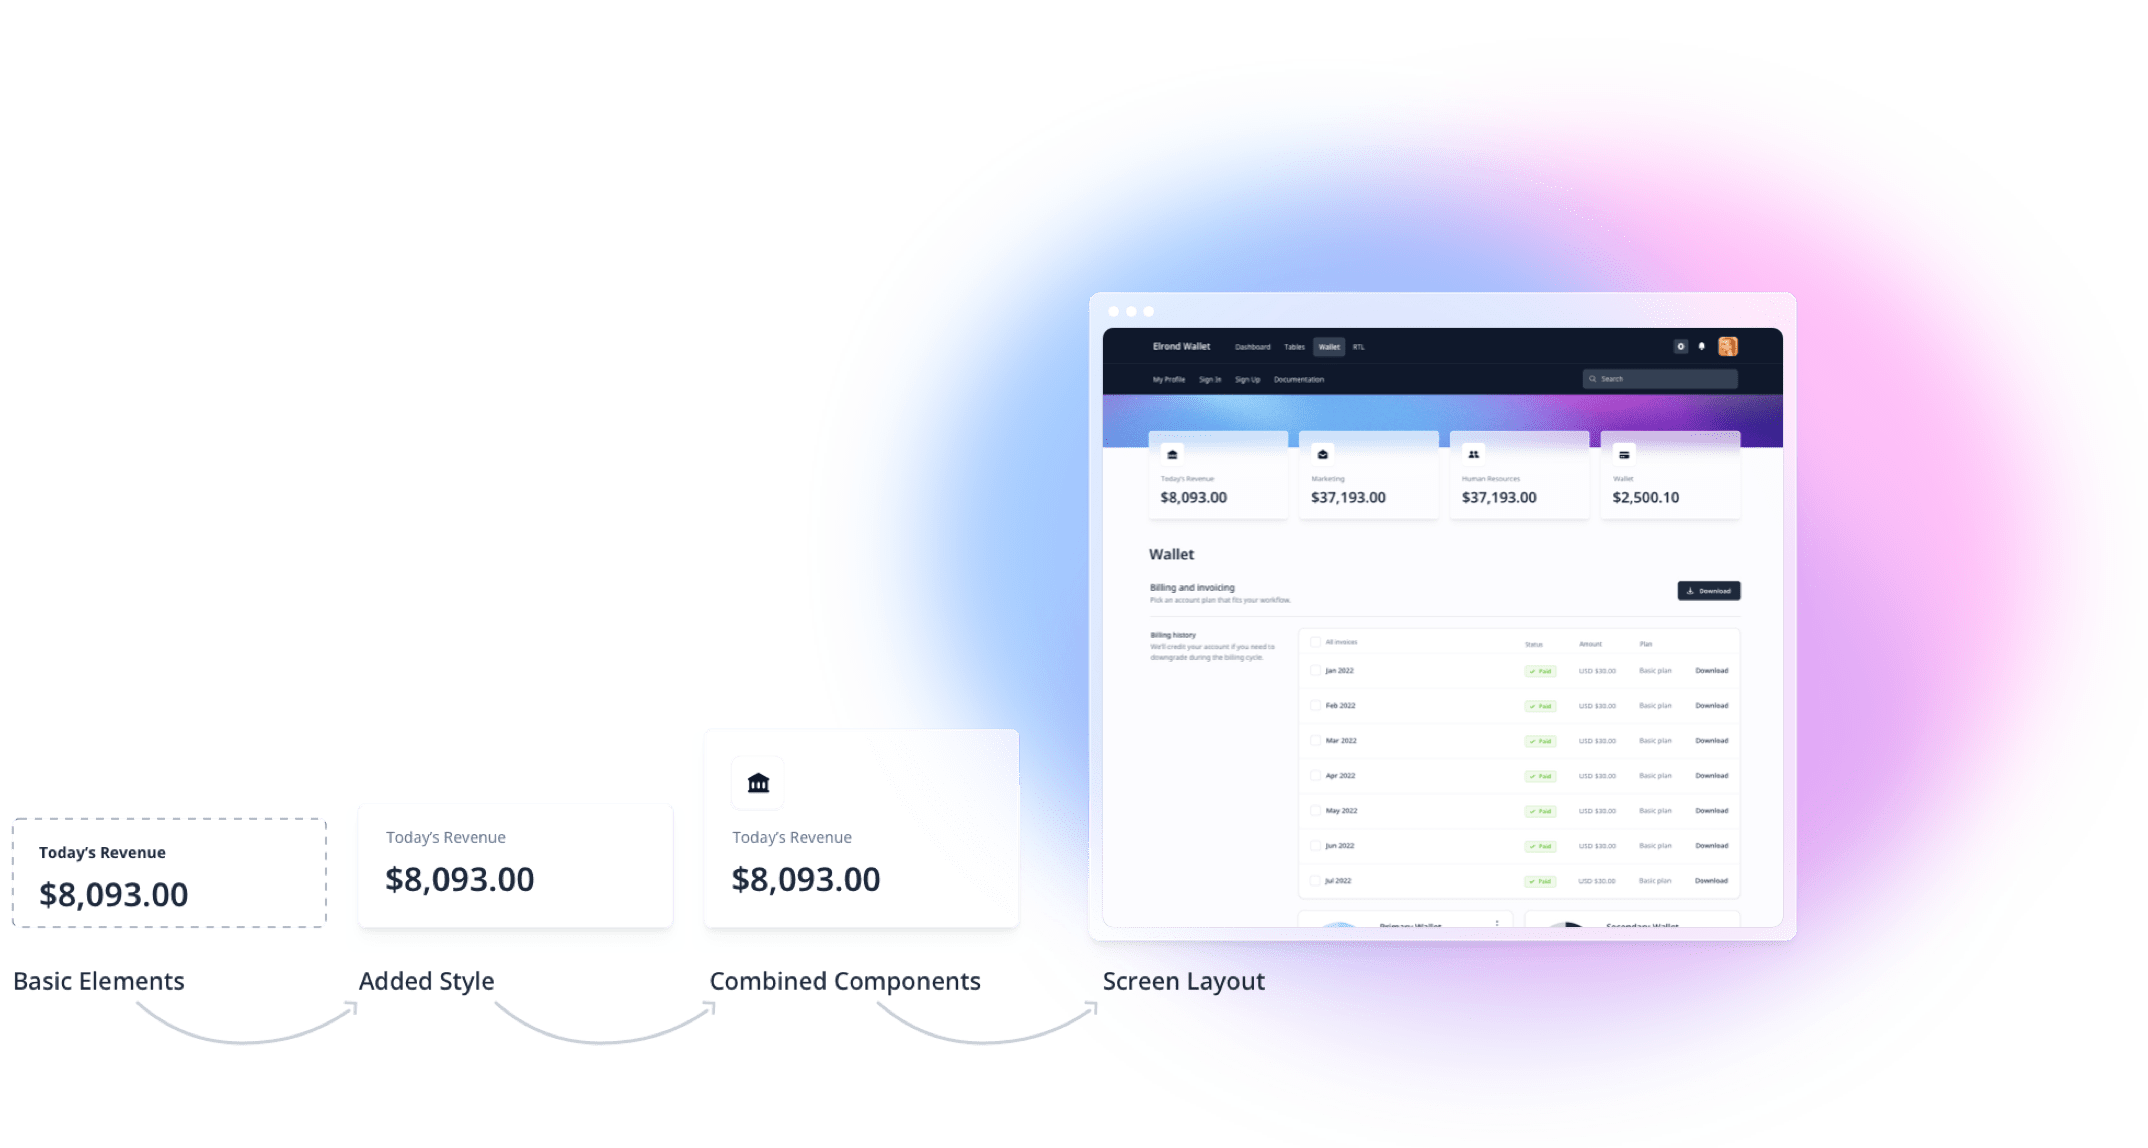 Elrond Wallet Dashboard Tables Wallet RTL
My Profile Sign In Sign Up Documentation Search
Today's Revenue Marketing Human Resources Wallet
$8,093.00 $37,193.00 $37,193.00 $2,500.10
Wallet
Billing and invoicing
Pick an account plan that fits your workflow.
Download
Billing history
We'll credit your account if you need to
downgrade during the billing cycle.
All invoices Status Amount Plan
Jan 2022 Paid USD $30.00 Basic plan Download
Feb 2022 Paid USD $30.00 Basic plan Download
Mar 2022 Paid USD $30.00 Basic plan Download
Apr 2022 Paid USD $30.00 Basic plan Download
May 2022 Paid USD $30.00 Basic plan Download
Jun 2022 Paid USD $30.00 Basic plan Download
Jul 2022 Paid USD $30.00 Basic plan Download
Primary Wallet Secondary Wallet
Today’s Revenue
$8,093.00
Today’s Revenue
$8,093.00
Today’s Revenue
$8,093.00
Basic Elements
Added Style
Combined Components
Screen Layout